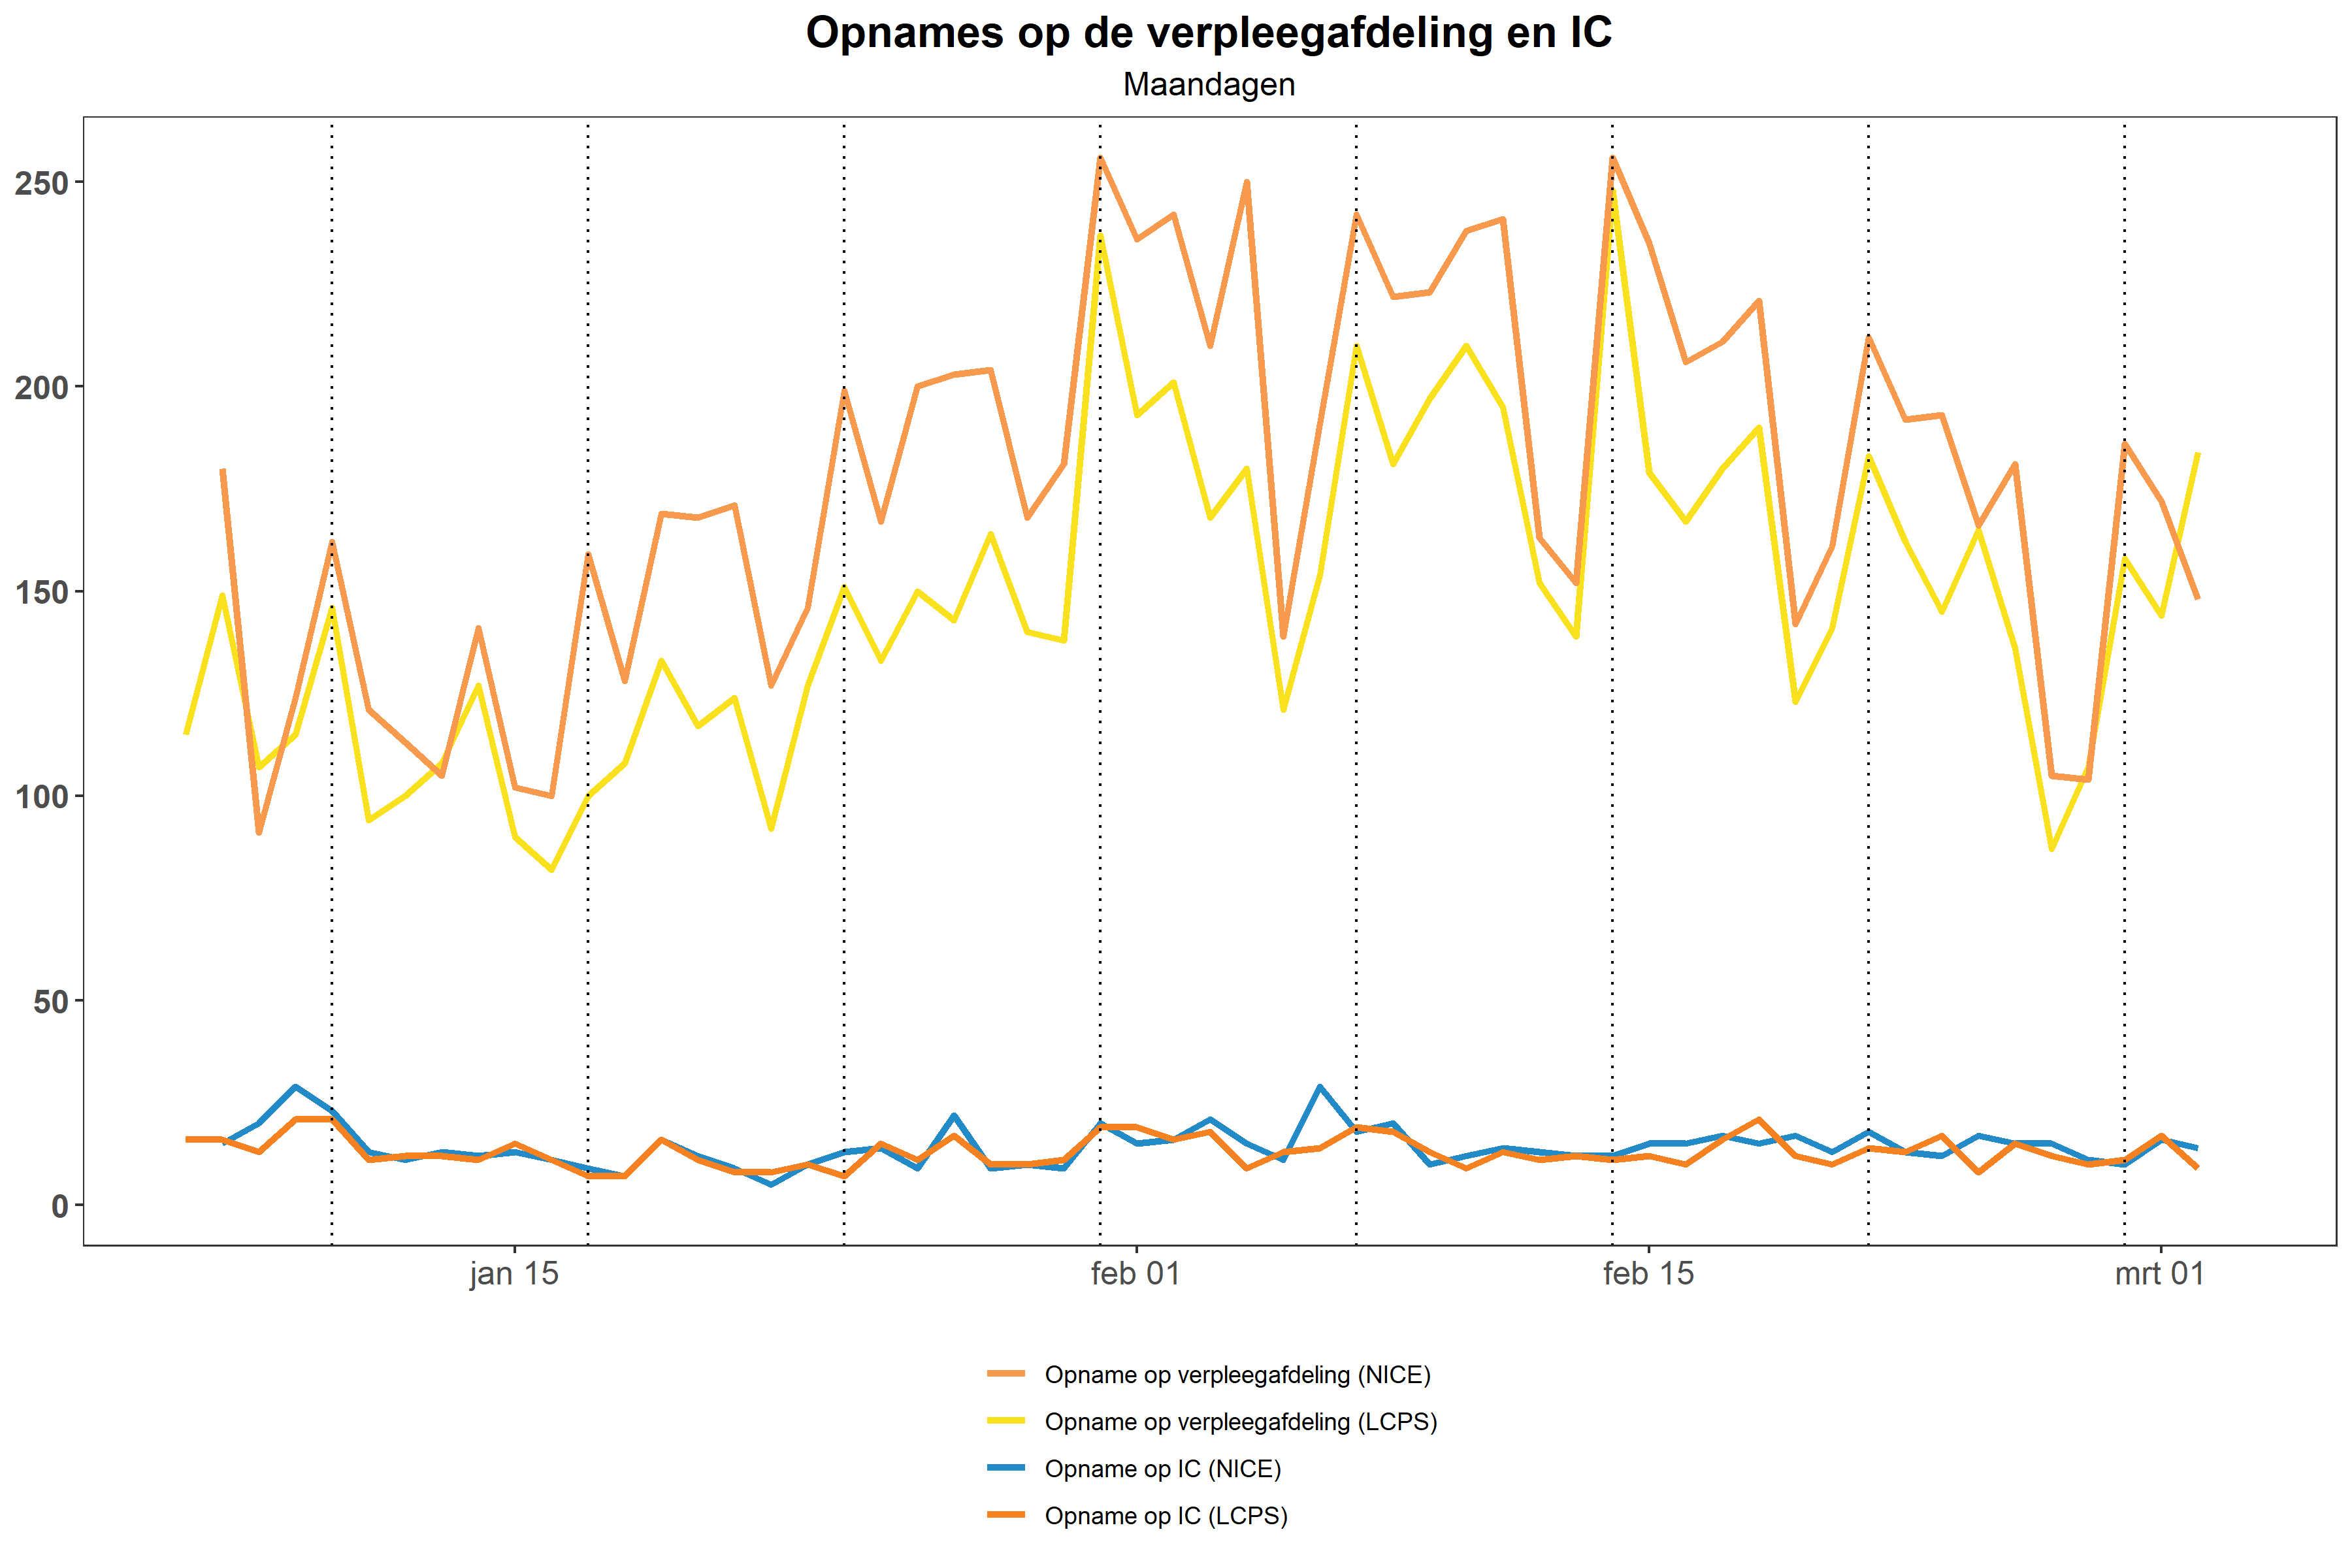 Opnames op de verpleegafdeling en IC
Maandagen
250
200
150
100
50
0
jan 15 feb 01 feb 15 mrt 01
Opname op verpleegafdeling (NICE)
Opname op verpleegafdeling (LCPS)
Opname op IC (NICE)
Opname op IC (LCPS)